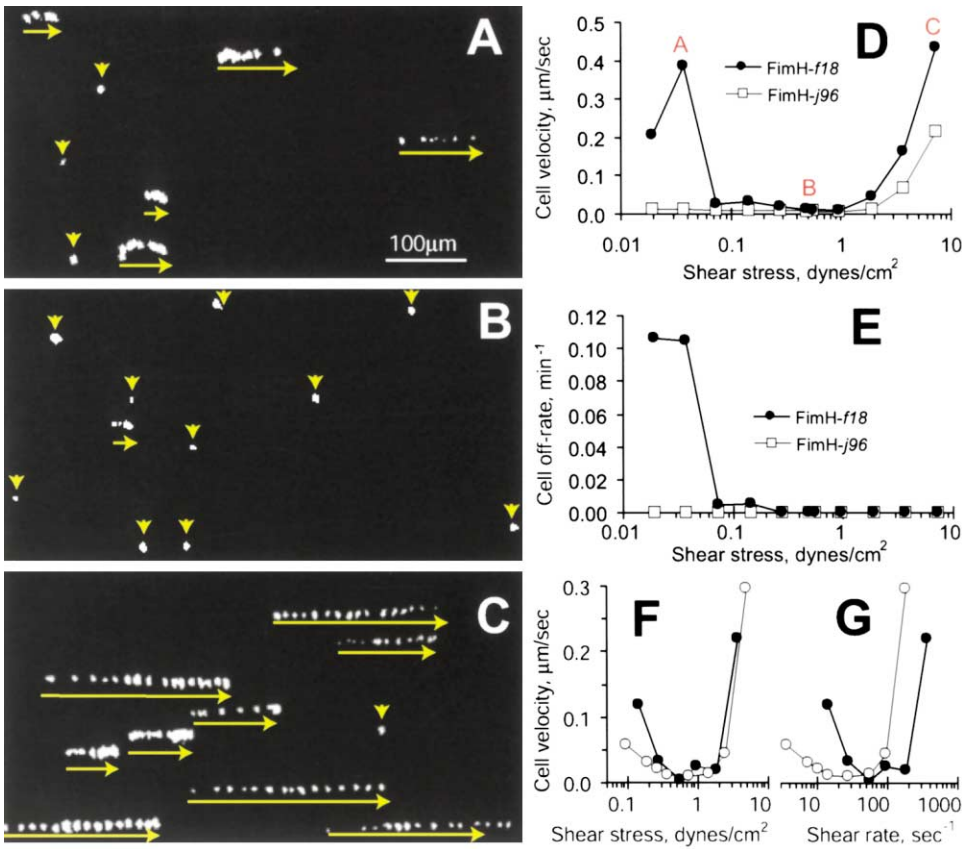 A
100µm
B
C
D
Cell velocity, µm/sec
0.5
0.4
0.3
0.2
0.1
0.0
A
B
C
FimH-f18
FimH-j96
0.01
0.1
1
10
Shear stress, dynes/cm²
E
Cell off-rate, min⁻¹
0.12
0.10
0.08
0.06
0.04
0.02
0.00
FimH-f18
FimH-j96
0.01
0.1
1
10
Shear stress, dynes/cm²
F
G
Cell velocity, µm/sec
0.3
0.2
0.1
0.0
0.1
1
10
Shear stress, dynes/cm²
10
100
1000
Shear rate, sec⁻¹